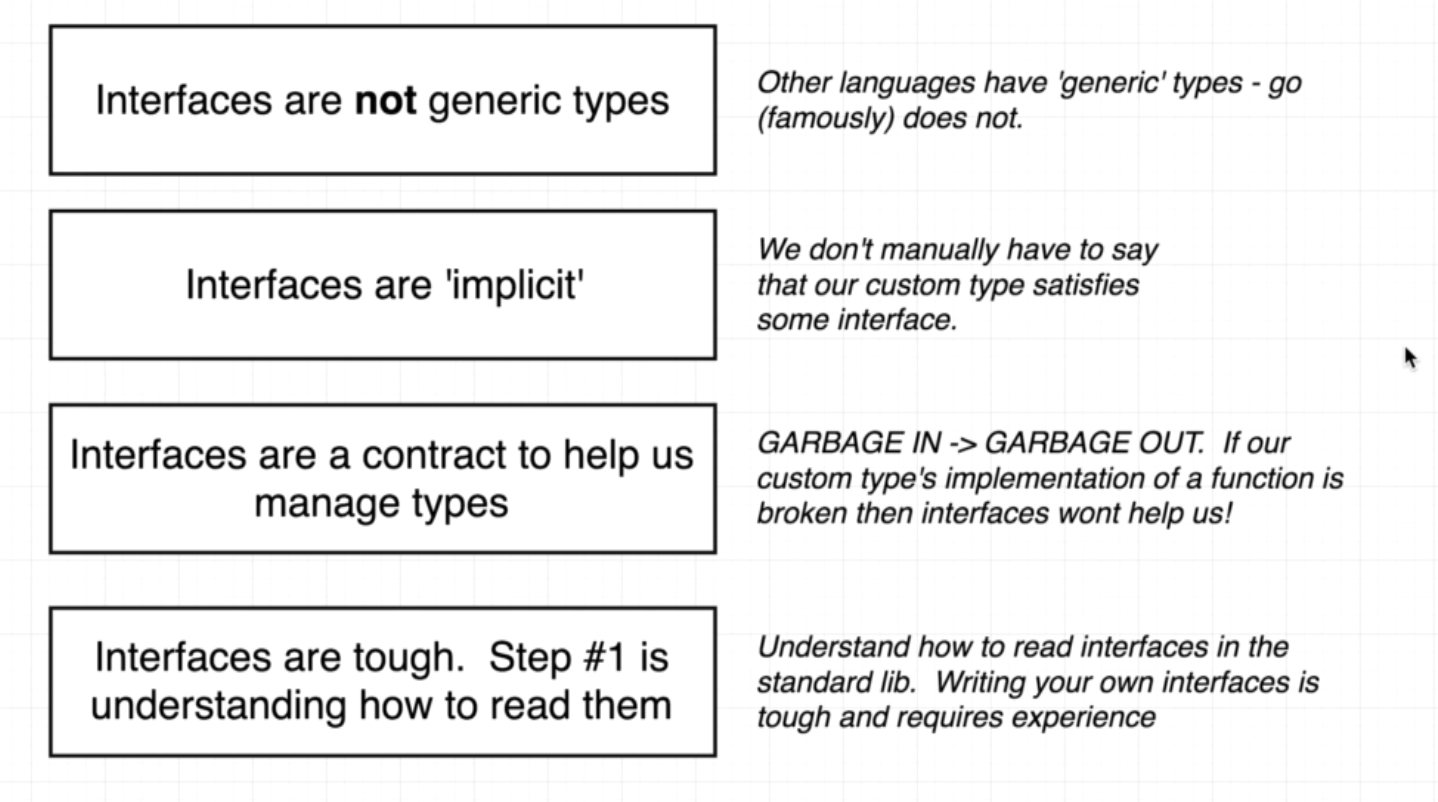 Interfaces are not generic types
Other languages have 'generic' types - go
(famously) does not.
Interfaces are 'implicit'
We don't manually have to say
that our custom type satisfies
some interface.
Interfaces are a contract to help us
manage types
GARBAGE IN -> GARBAGE OUT.  If our
custom type's implementation of a function is
broken then interfaces wont help us!
Interfaces are tough.  Step #1 is
understanding how to read them
Understand how to read interfaces in the
standard lib.  Writing your own interfaces is
tough and requires experience